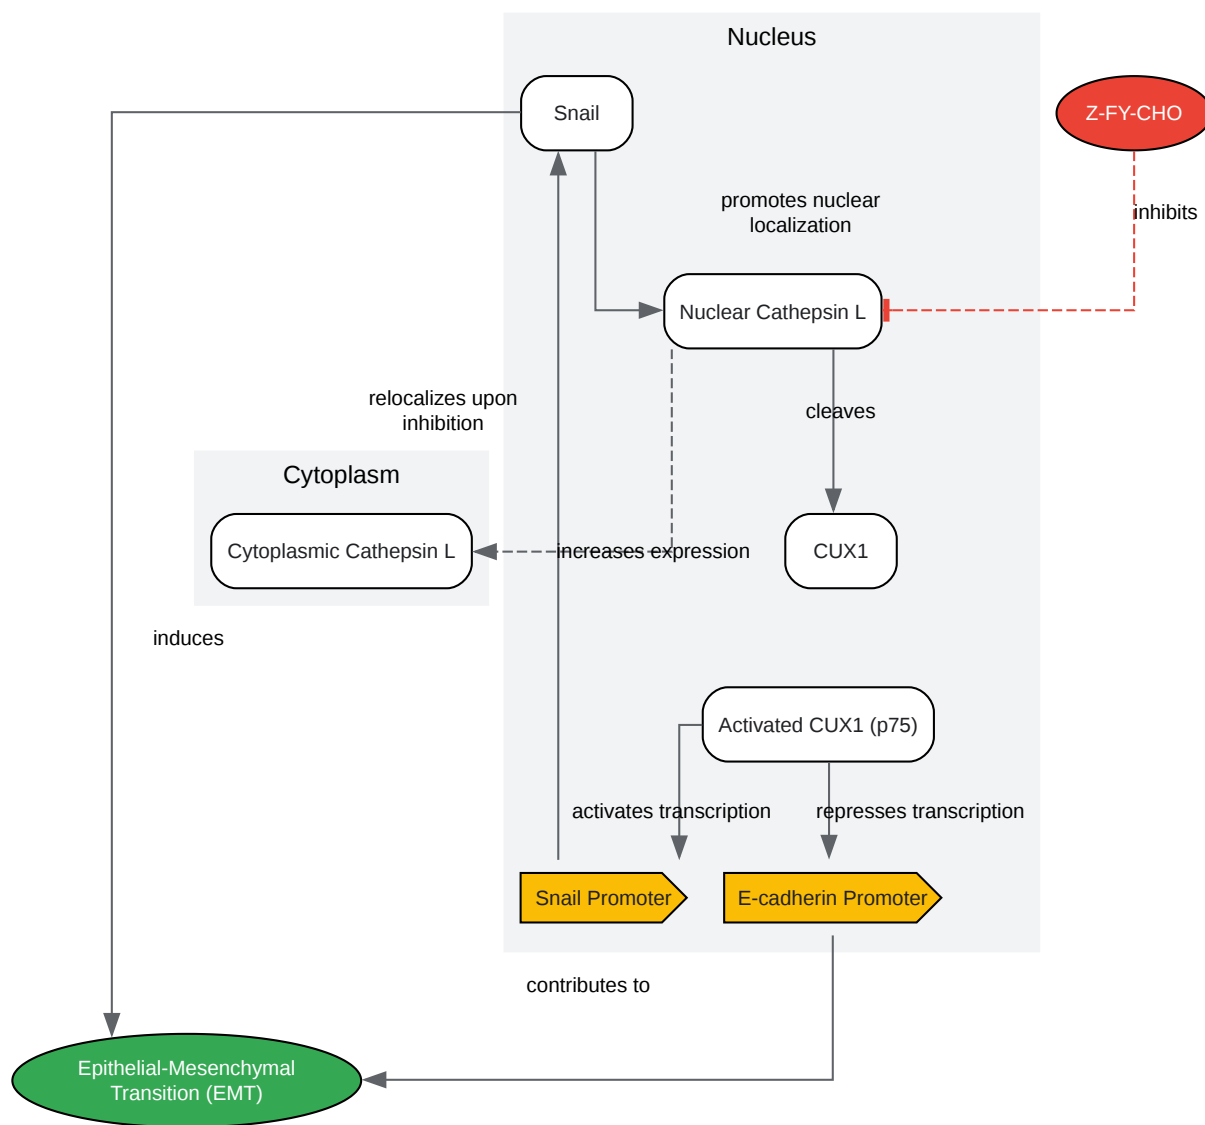 Nucleus
Snail
Z-FY-CHO
promotes nuclear
localization
inhibits
Nuclear Cathepsin L
relocalizes upon
inhibition
cleaves
Cytoplasm
Cytoplasmic Cathepsin L
increases expression
CUX1
induces
Activated CUX1 (p75)
activates transcription
represses transcription
Snail Promoter
E-cadherin Promoter
contributes to
Epithelial-Mesenchymal
Transition (EMT)